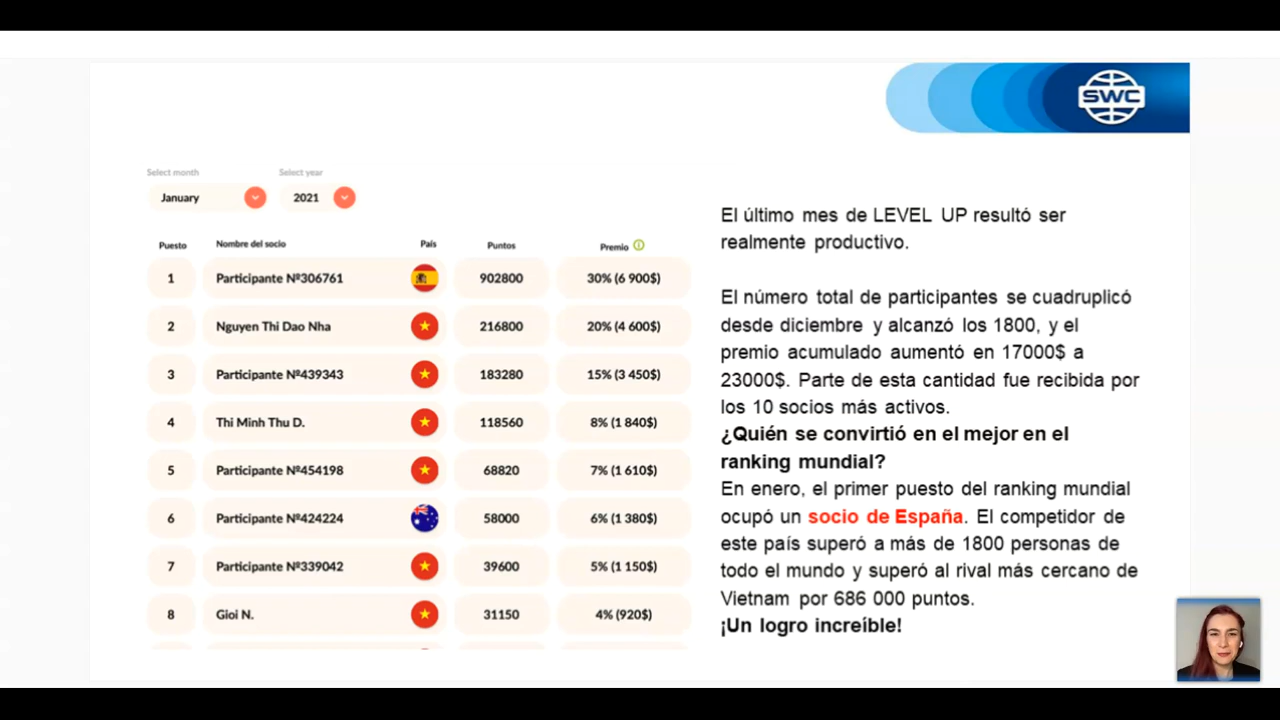 SWC
Select month
Select year
January
2021
Puesto
Nombre del socio
País
Puntos
Premio
1
Participante Nº306761
902800
30% (6 900$)
2
Nguyen Thi Dao Nha
216800
20% (4 600$)
3
Participante Nº439343
183280
15% (3 450$)
4
Thi Minh Thu D.
118560
8% (1 840$)
5
Participante Nº454198
68820
7% (1 610$)
6
Participante Nº424224
58000
6% (1 380$)
7
Participante Nº339042
39600
5% (1 150$)
8
Gioi N.
31150
4% (920$)
El último mes de LEVEL UP resultó ser
realmente productivo.
El número total de participantes se cuadruplicó
desde diciembre y alcanzó los 1800, y el
premio acumulado aumentó en 17000$ a
23000$. Parte de esta cantidad fue recibida por
los 10 socios más activos.
¿Quién se convirtió en el mejor en el
ranking mundial?
En enero, el primer puesto del ranking mundial
ocupó un socio de España. El competidor de
este país superó a más de 1800 personas de
todo el mundo y superó al rival más cercano de
Vietnam por 686 000 puntos.
¡Un logro increíble!